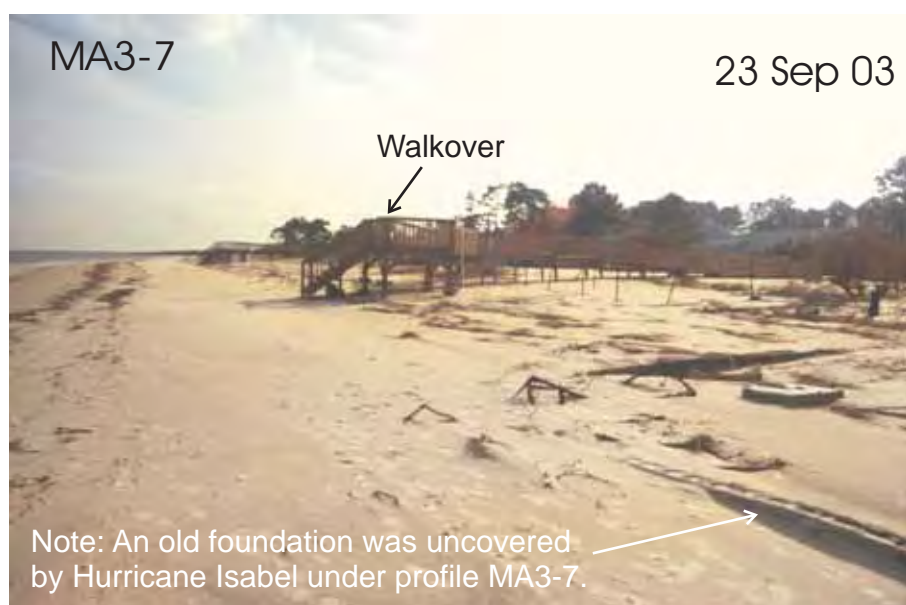 MA3-7
23 Sep 03
Walkover
Note: An old foundation was uncovered
by Hurricane Isabel under profile MA3-7.